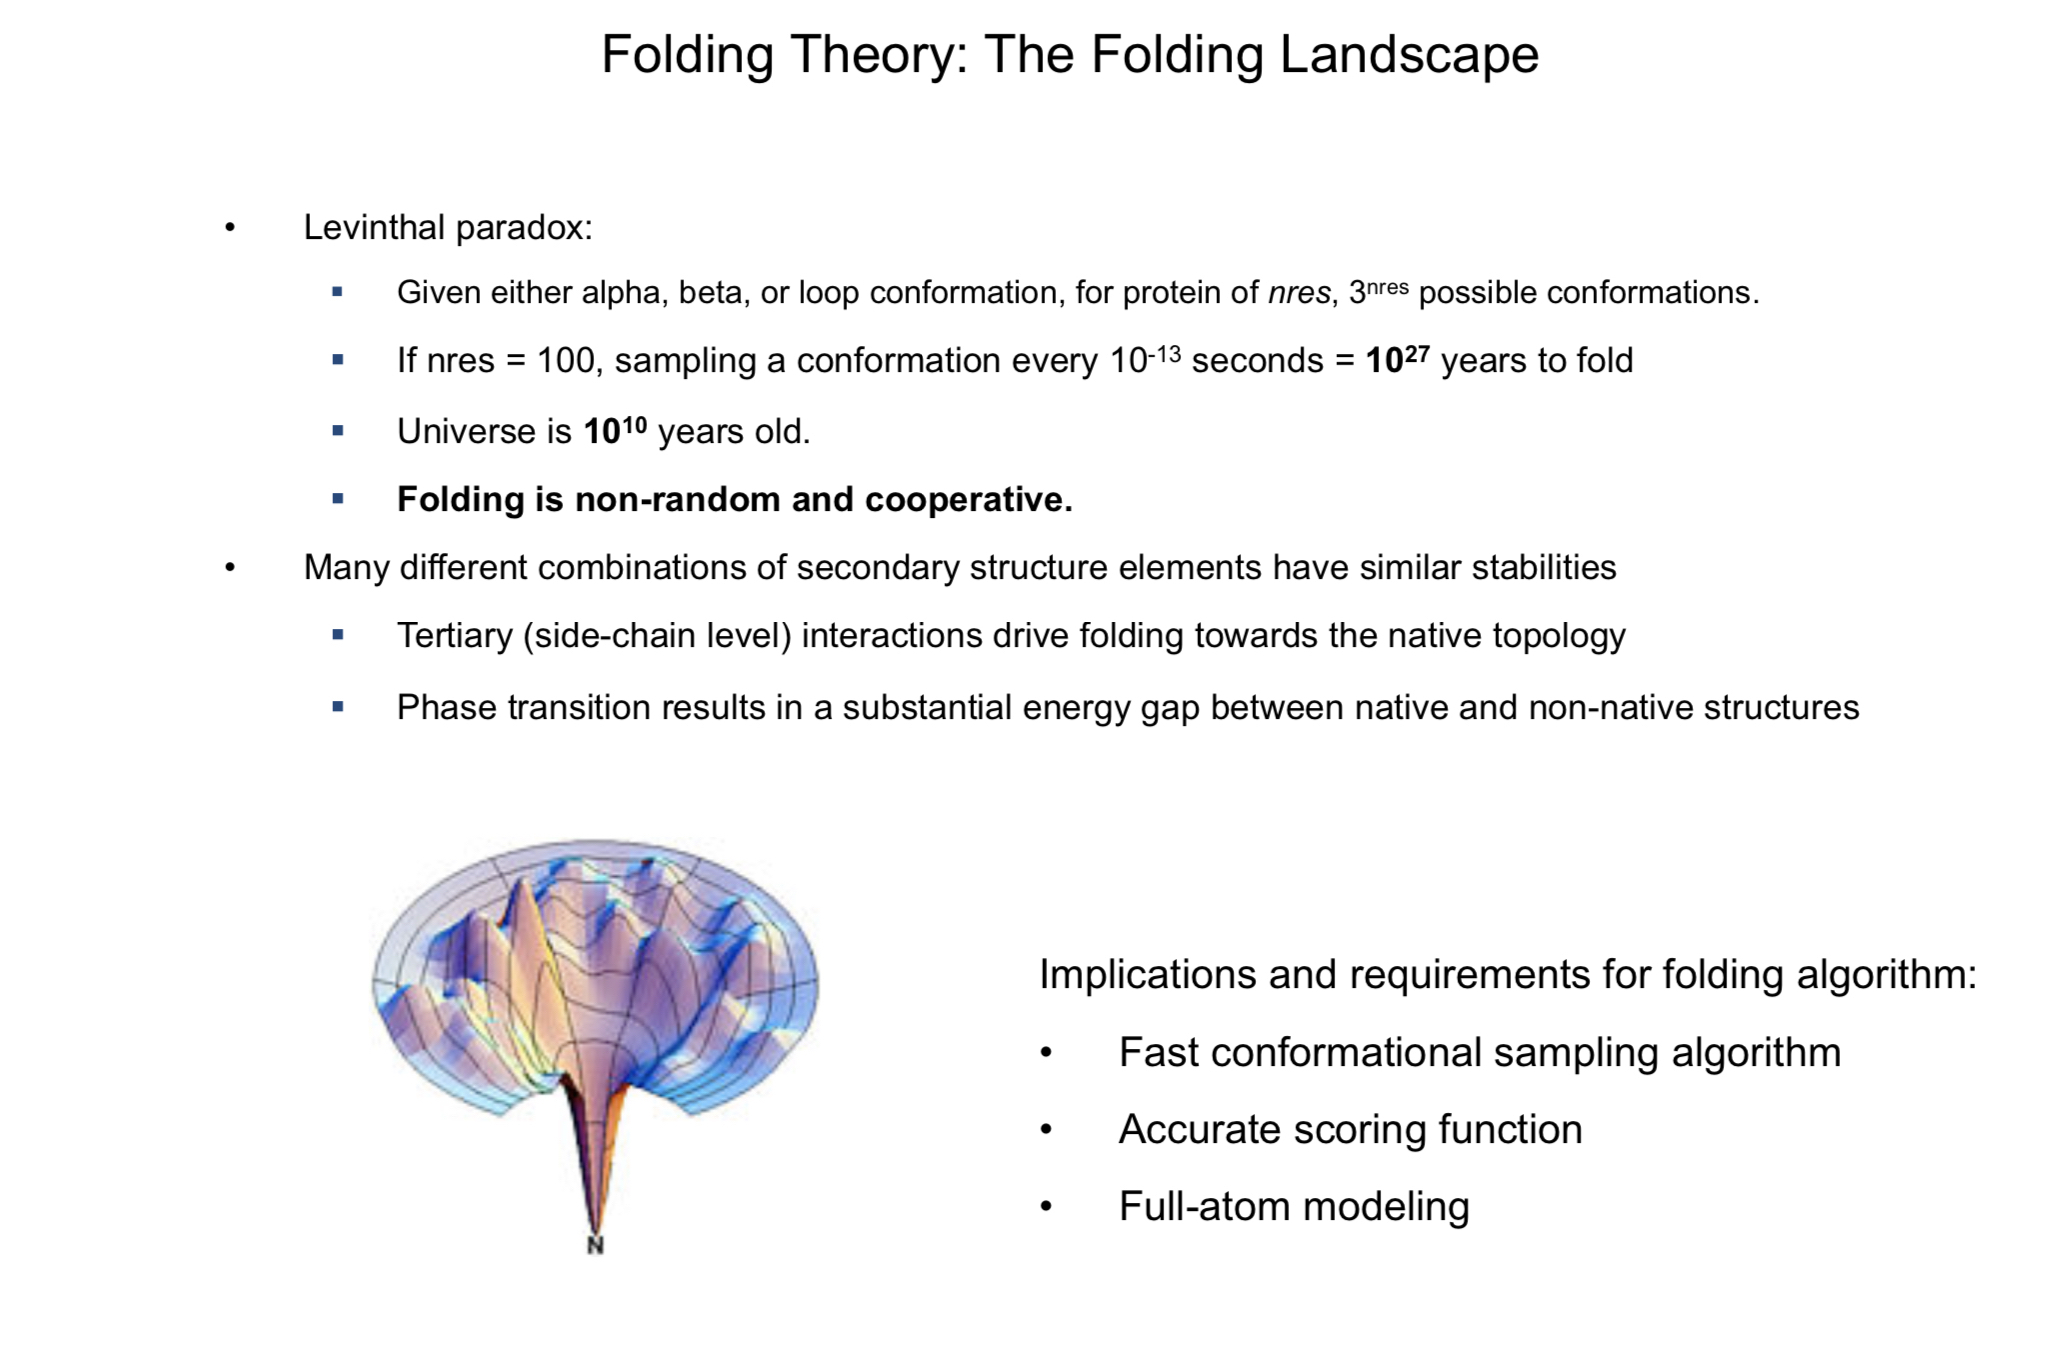 Folding Theory: The Folding Landscape
• Levinthal paradox:
▪ Given either alpha, beta, or loop conformation, for protein of nres, 3ⁿʳᵉˢ possible conformations.
▪ If nres = 100, sampling a conformation every 10⁻¹³ seconds = 10²⁷ years to fold
▪ Universe is 10¹⁰ years old.
▪ Folding is non-random and cooperative.
• Many different combinations of secondary structure elements have similar stabilities
▪ Tertiary (side-chain level) interactions drive folding towards the native topology
▪ Phase transition results in a substantial energy gap between native and non-native structures
N
Implications and requirements for folding algorithm:
• Fast conformational sampling algorithm
• Accurate scoring function
• Full-atom modeling